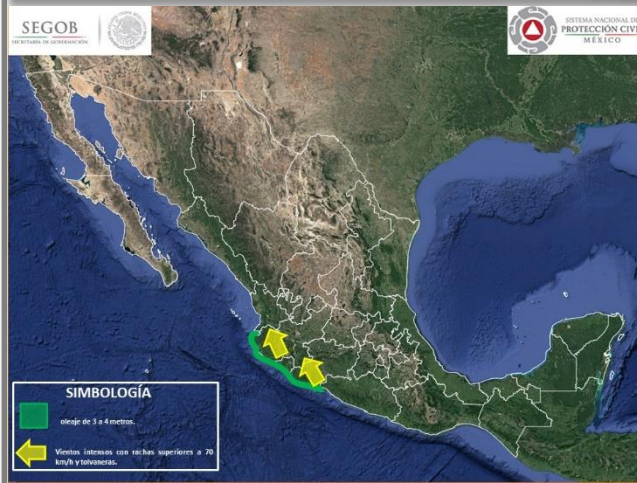 SEGOB
SECRETARÍA DE GOBERNACIÓN
SISTEMA NACIONAL DE
PROTECCIÓN CIVIL
MÉXICO
SIMBOLOGÍA
oleaje de 3 a 4 metros.
Vientos intensos con rachas superiores a 70
km/h y tolvaneras.